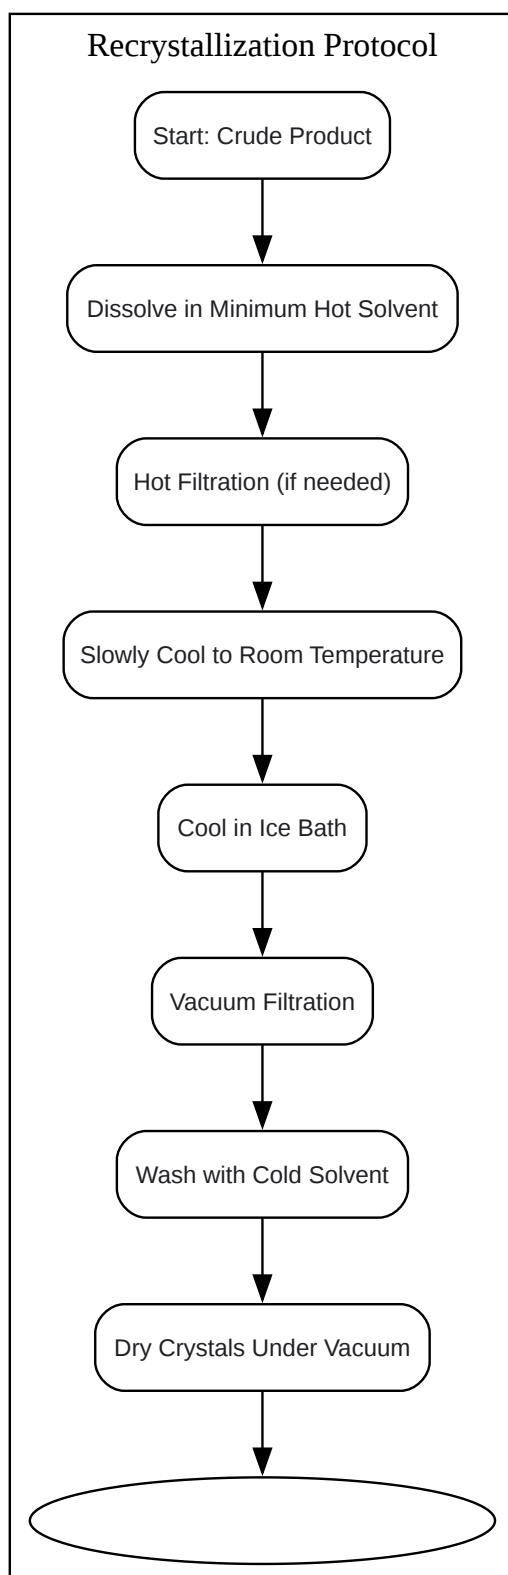 Recrystallization Protocol
Start: Crude Product
Dissolve in Minimum Hot Solvent
Hot Filtration (if needed)
Slowly Cool to Room Temperature
Cool in Ice Bath
Vacuum Filtration
Wash with Cold Solvent
Dry Crystals Under Vacuum